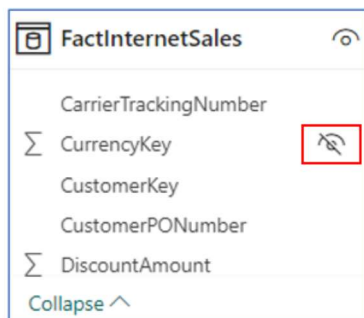 FactInternetSales
CarrierTrackingNumber
∑ CurrencyKey
CustomerKey
CustomerPONumber
∑ DiscountAmount
Collapse